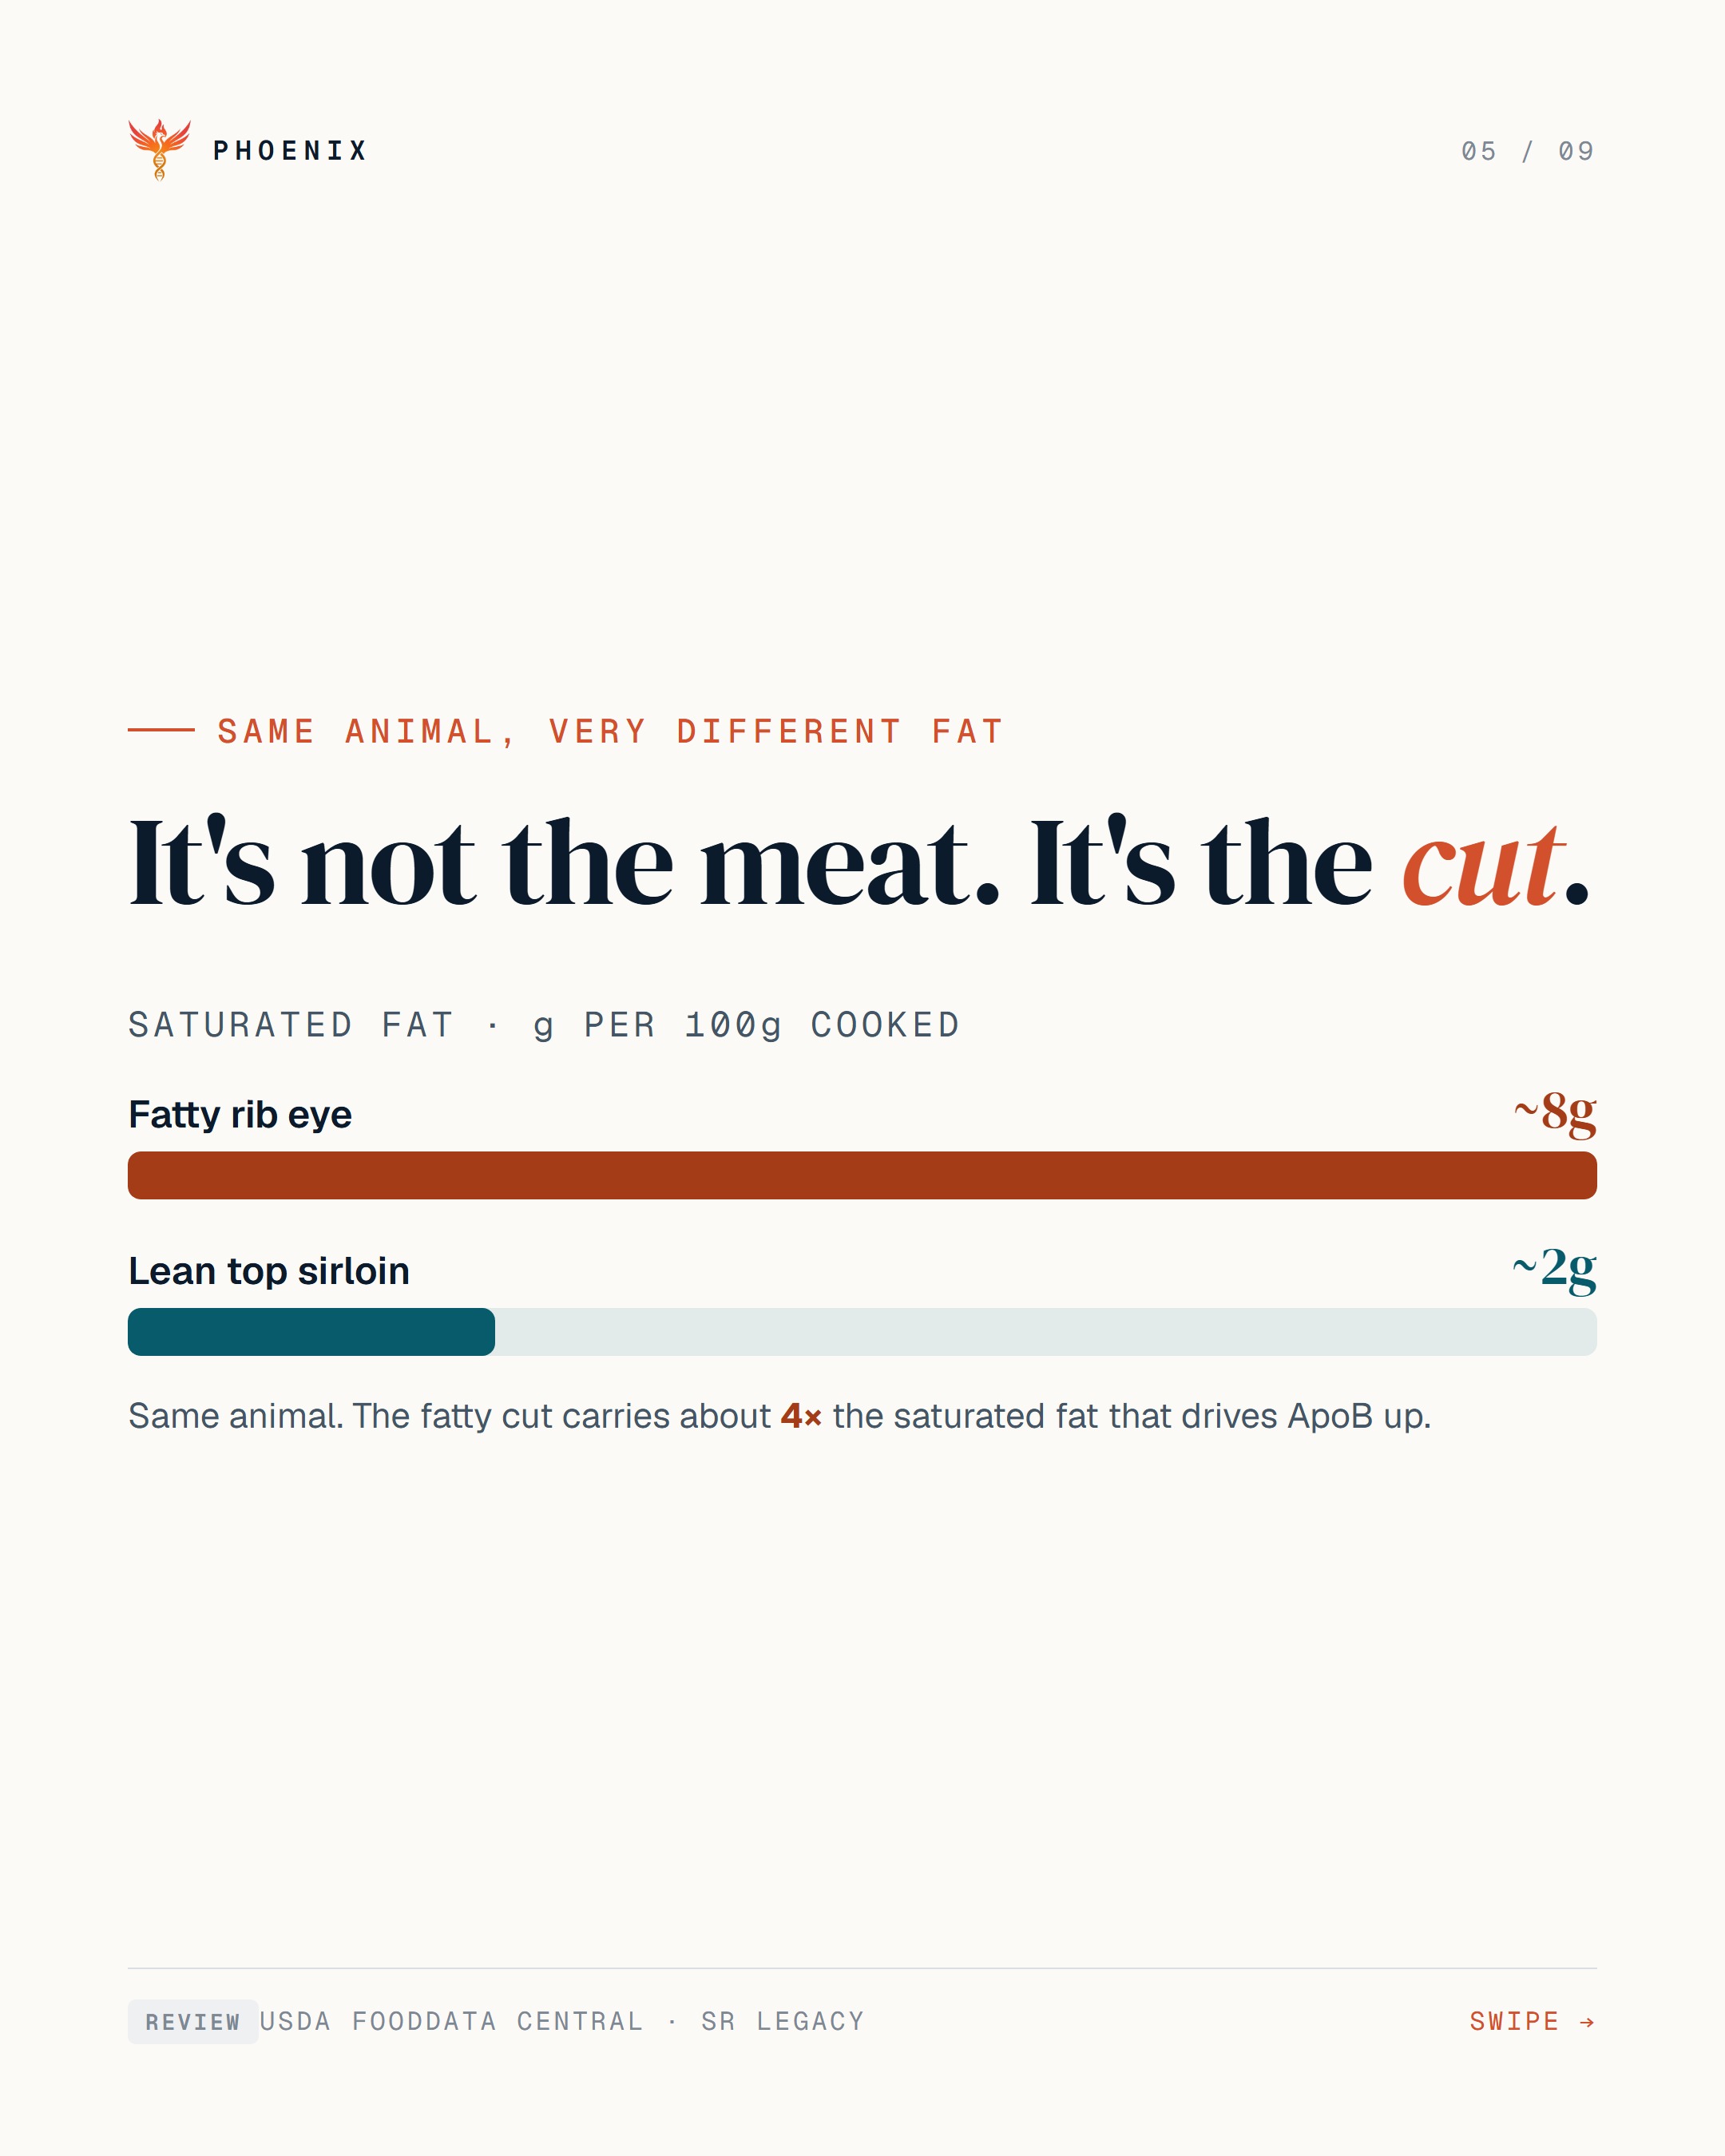 PHOENIX
05 / 09
SAME ANIMAL, VERY DIFFERENT FAT
It's not the meat. It's the cut.
SATURATED FAT · g PER 100g COOKED
Fatty rib eye
~8g
Lean top sirloin
~2g
Same animal. The fatty cut carries about 4× the saturated fat that drives ApoB up.
REVIEW USDA FOODDATA CENTRAL · SR LEGACY
SWIPE →